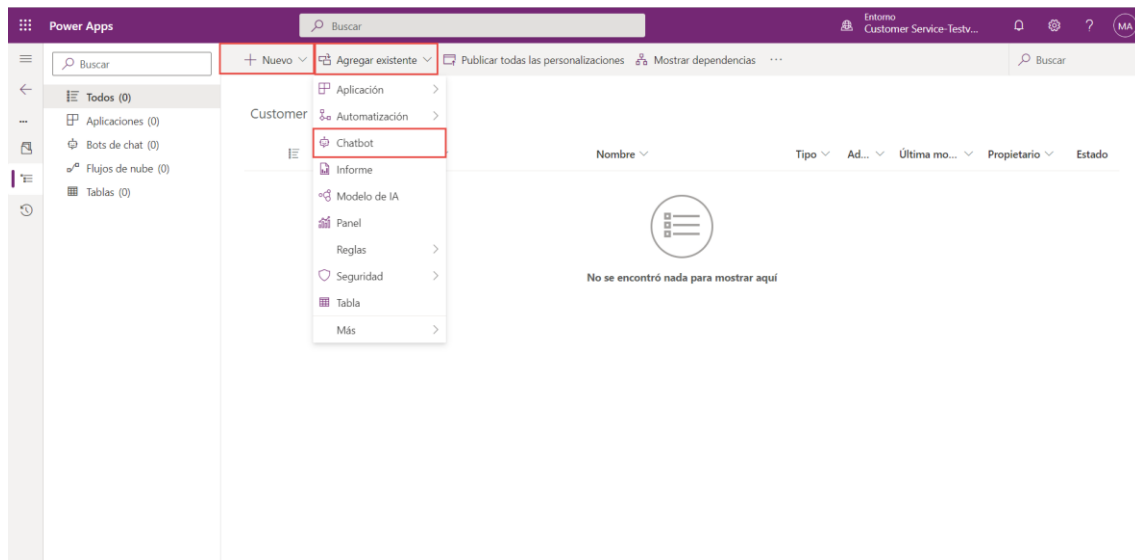 Power Apps
Buscar
Entorno
Customer Service-Testv...
?
MA
Buscar
Nuevo
Agregar existente
Publicar todas las personalizaciones
Mostrar dependencias
...
Buscar
Todos (0)
Aplicaciones (0)
Bots de chat (0)
Flujos de nube (0)
Tablas (0)
Aplicación
Automatización
Chatbot
Informe
Modelo de IA
Panel
Reglas
Seguridad
Tabla
Más
Customer
Nombre
Tipo
Ad...
Última mo...
Propietario
Estado
No se encontró nada para mostrar aquí